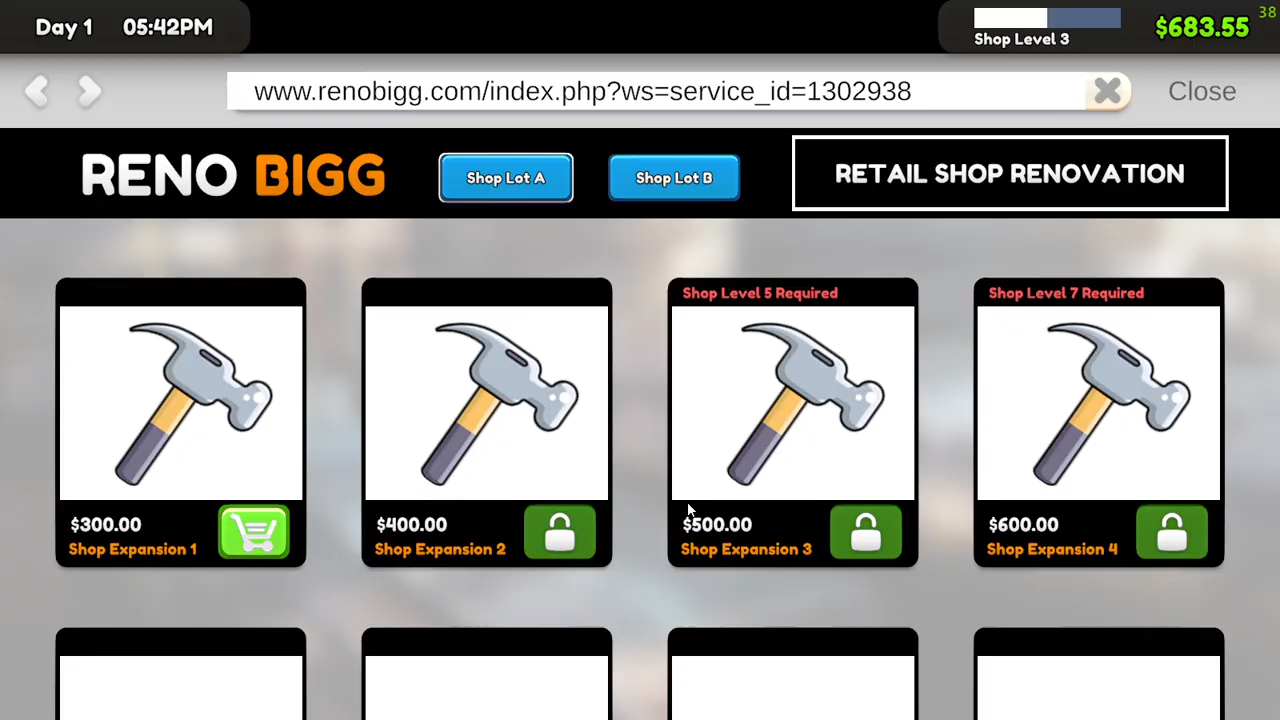 Day 1 05:42PM
Shop Level 3
$683.55
38
www.renobigg.com/index.php?ws=service_id=1302938
Close
RENO BIGG
Shop Lot A
Shop Lot B
RETAIL SHOP RENOVATION
Shop Level 5 Required
Shop Level 7 Required
$300.00
Shop Expansion 1
$400.00
Shop Expansion 2
$500.00
Shop Expansion 3
$600.00
Shop Expansion 4